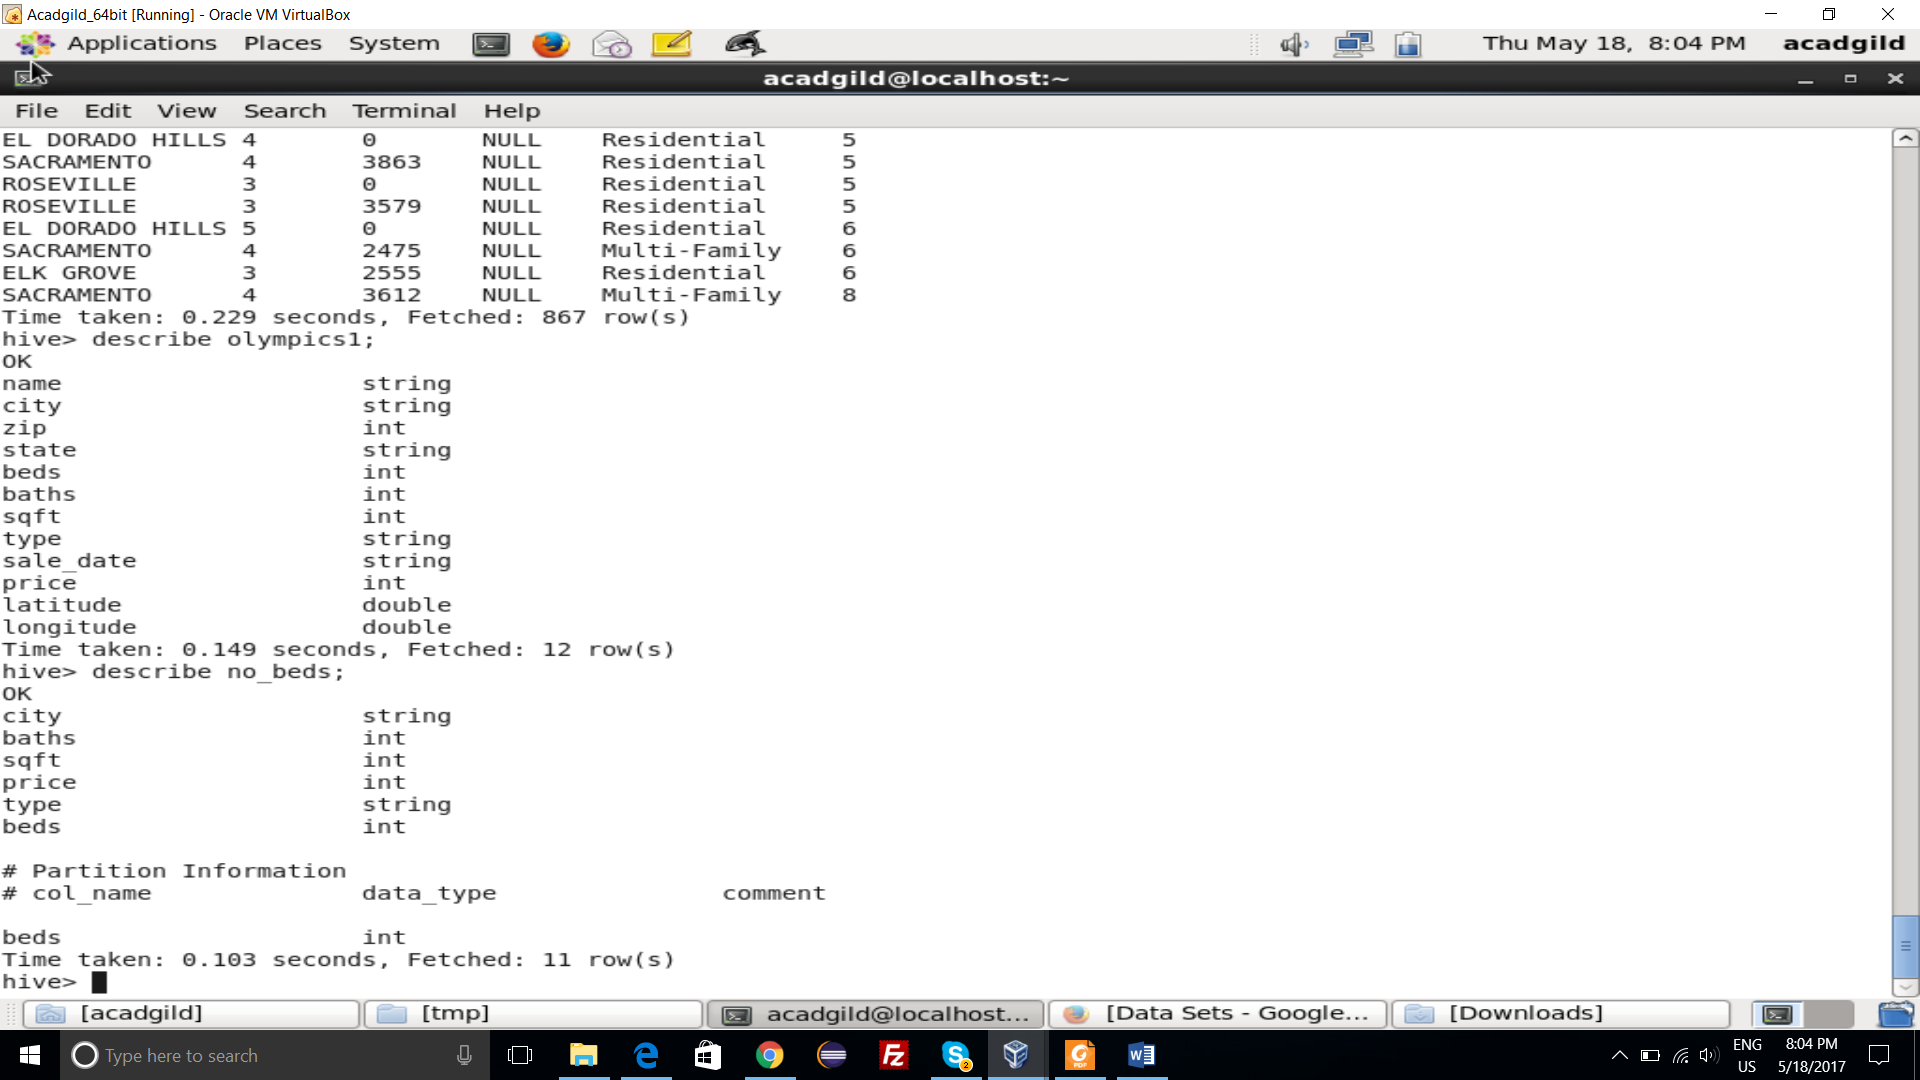 Acadgild_64bit [Running] - Oracle VM VirtualBox
Applications Places System Thu May 18, 8:04 PM acadgild
acadgild@localhost:~
File Edit View Search Terminal Help
EL DORADO HILLS 4 0 NULL Residential 5
SACRAMENTO 4 3863 NULL Residential 5
ROSEVILLE 3 0 NULL Residential 5
ROSEVILLE 3 3579 NULL Residential 5
EL DORADO HILLS 5 0 NULL Residential 6
SACRAMENTO 4 2475 NULL Multi-Family 6
ELK GROVE 3 2555 NULL Residential 6
SACRAMENTO 4 3612 NULL Multi-Family 8
Time taken: 0.229 seconds, Fetched: 867 row(s)
hive> describe olympics1;
OK
name string
city string
zip int
state string
beds int
baths int
sqft int
type string
sale_date string
price int
latitude double
longitude double
Time taken: 0.149 seconds, Fetched: 12 row(s)
hive> describe no_beds;
OK
city string
baths int
sqft int
price int
type string
beds int
# Partition Information
# col_name data_type comment
beds int
Time taken: 0.103 seconds, Fetched: 11 row(s)
hive>
[acadgild] [tmp] acadgild@localhost... [Data Sets - Google... [Downloads]
Type here to search
ENG 8:04 PM
US 5/18/2017